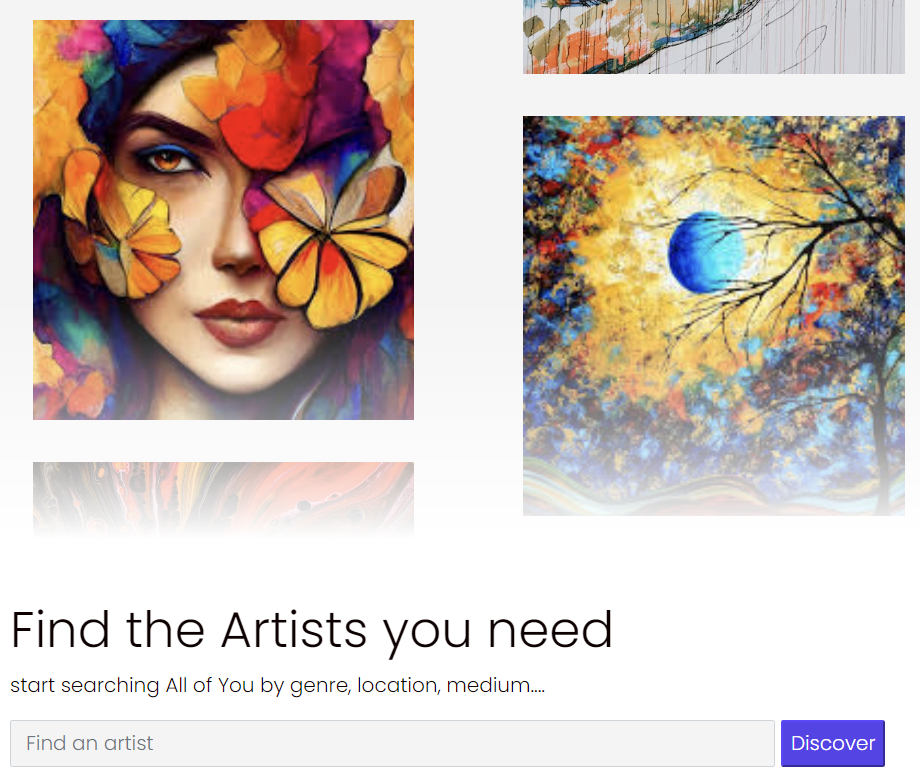 Find the Artists you need
start searching All of You by genre, location, medium....
Find an artist
Discover